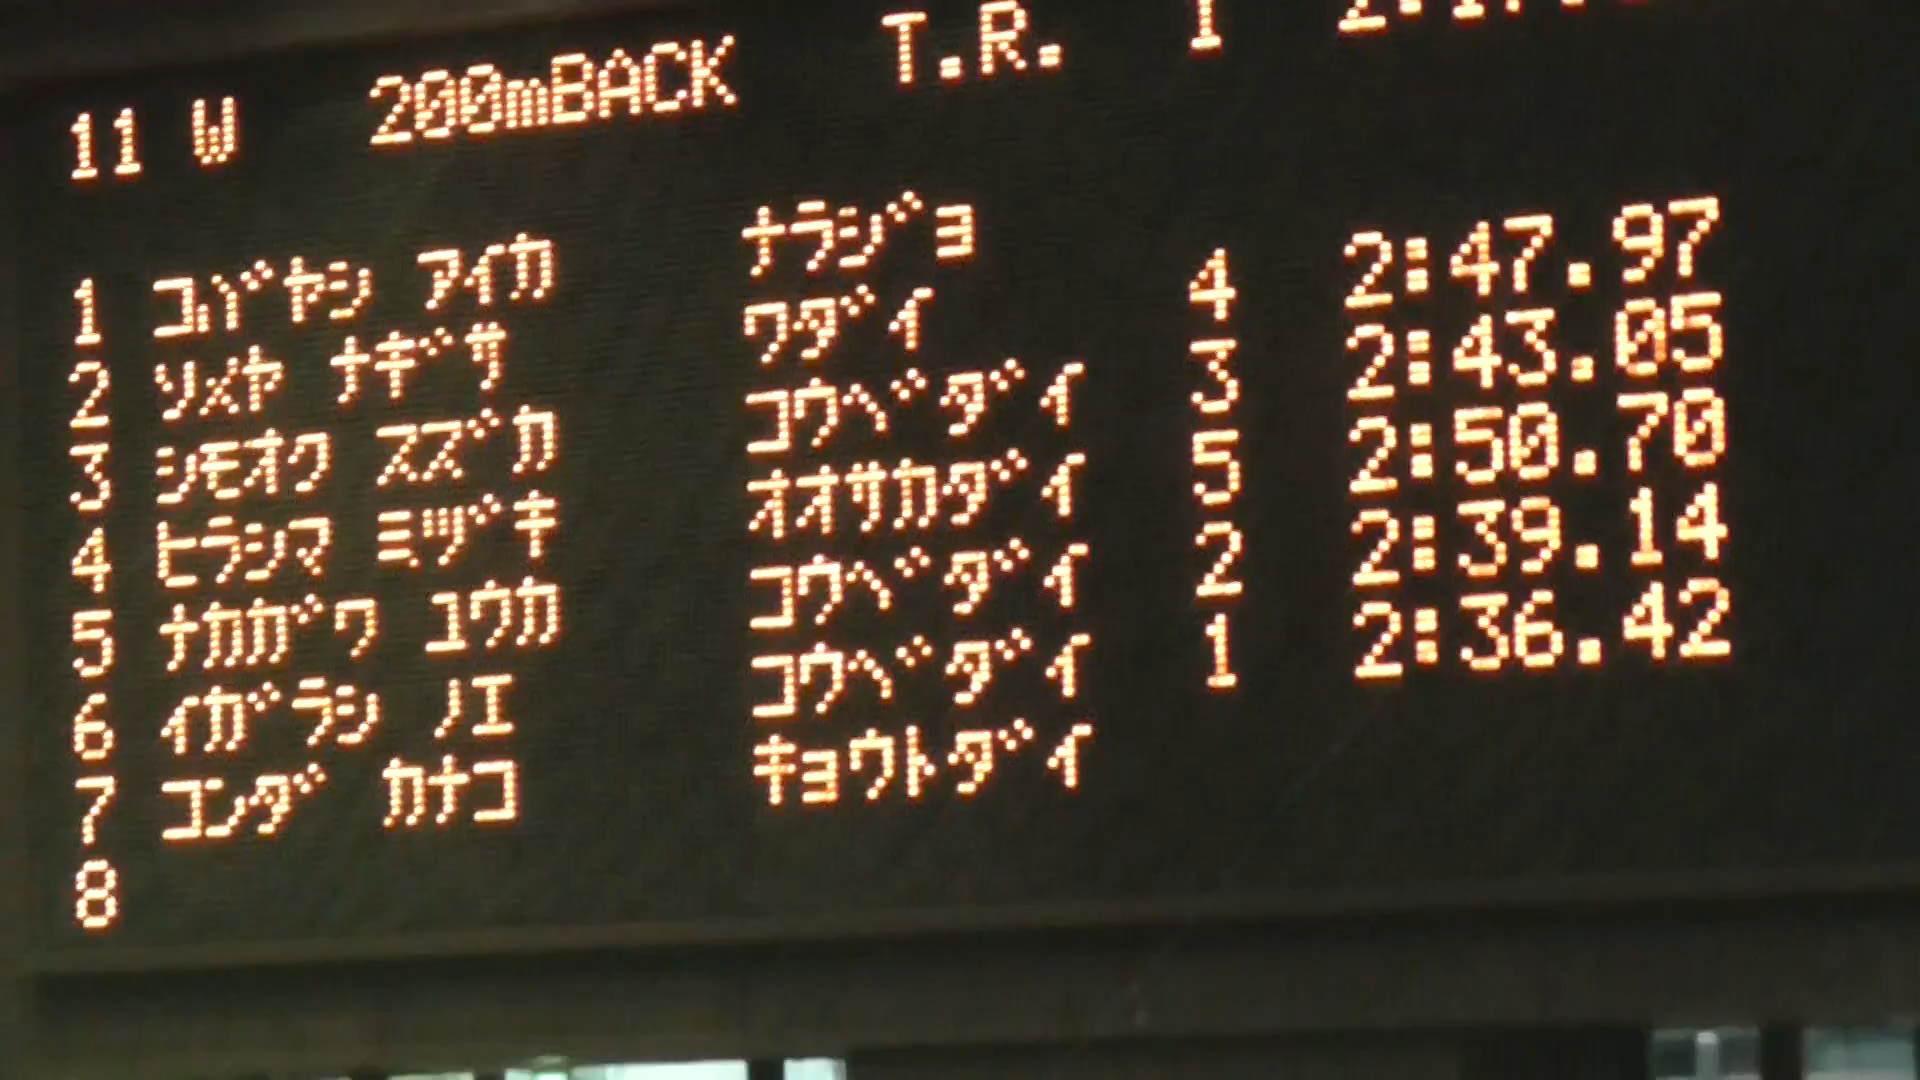 11 W 200mBACK T.R. 1
1 コバヤシ アイカ ナラジョ 4 2:47.97
2 ソメヤ ナギサ ワダイ 3 2:43.05
3 シモオク スズカ コウベダイ 5 2:50.70
4 ヒラシマ ミヅキ オオサカダイ 2 2:39.14
5 ナカガワ ユウカ コウベダイ 1 2:36.42
6 イガラシ ノエ コウベダイ
7 コンダ カナコ キョウトダイ
8